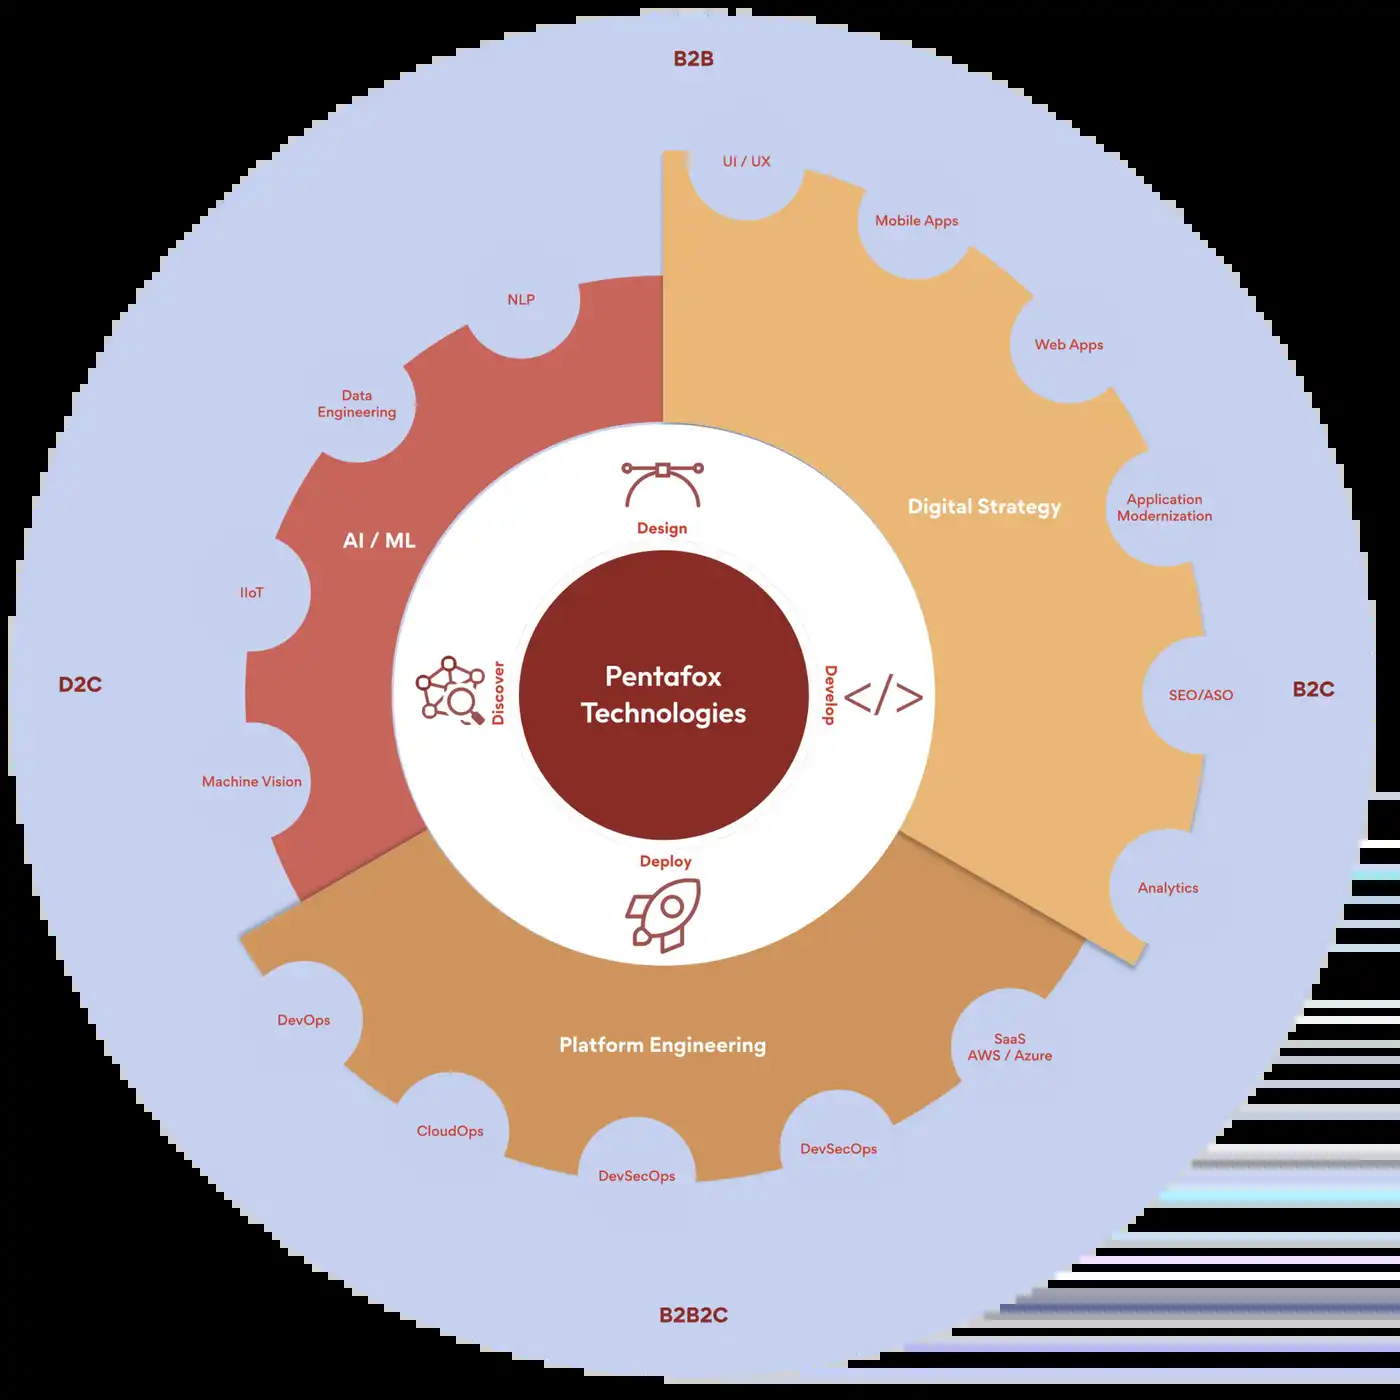 B2B
UI / UX
Mobile Apps
NLP
Web Apps
Data
Engineering
Application
Modernization
Digital Strategy
Design
AI / ML
IIoT
Pentafox
Technologies
Discover
Develop
</>
D2C
B2C
SEO/ASO
Machine Vision
Deploy
Analytics
DevOps
Platform Engineering
SaaS
AWS / Azure
CloudOps
DevSecOps
DevSecOps
B2B2C